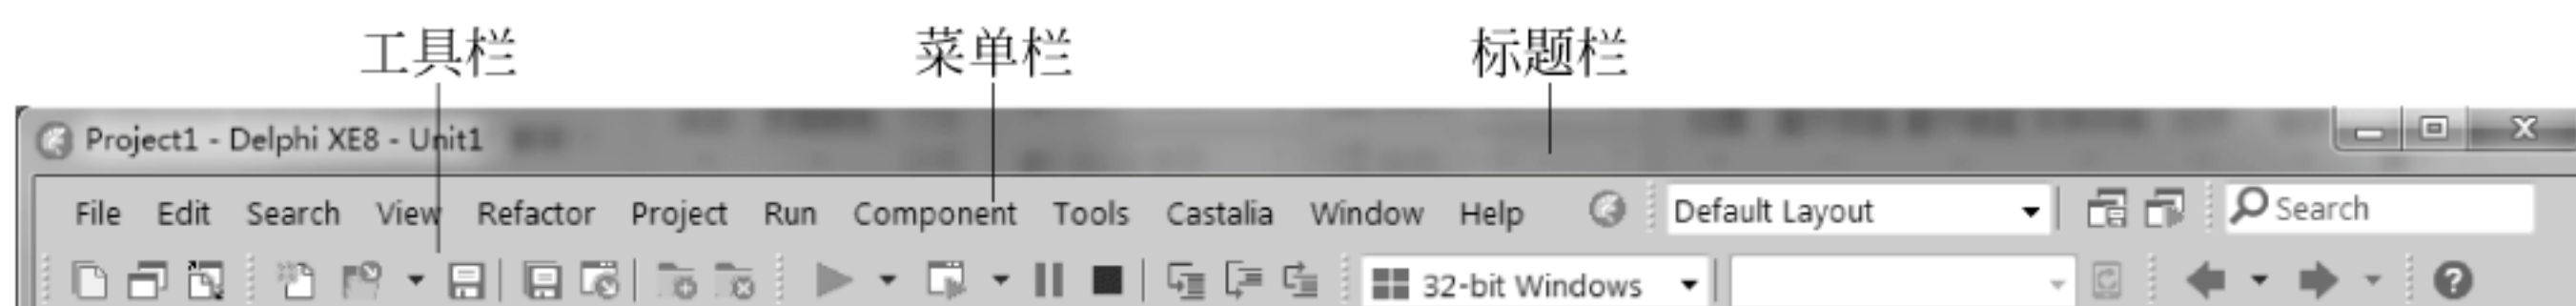 工具栏 菜单栏 标题栏
Project1 - Delphi XE8 - Unit1
File Edit Search View Refactor Project Run Component Tools Castalia Window Help Default Layout Search
32-bit Windows